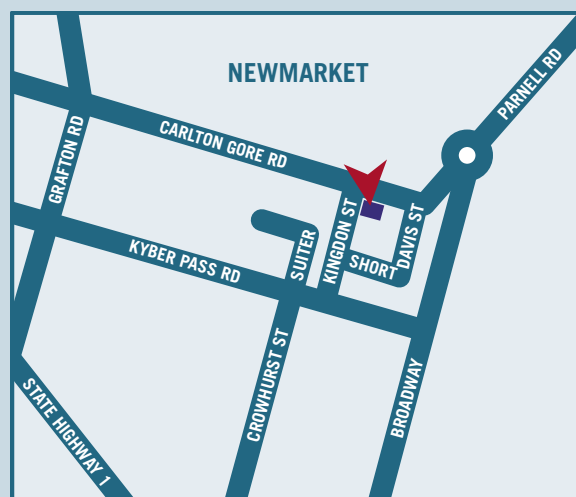 NEWMARKET
PARNELL RD
CARLTON GORE RD
GRAFTON RD
KINGDON ST
DAVIS ST
SUITER
SHORT
KYBER PASS RD
CROWHURST ST
BROADWAY
STATE HIGHWAY 1